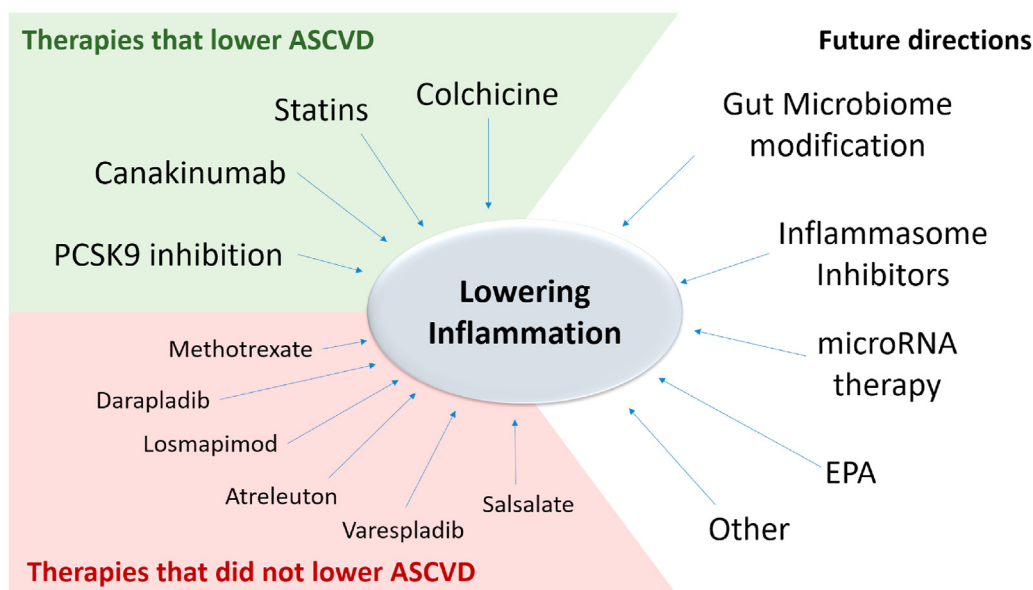 Therapies that lower ASCVD
Statins
Colchicine
Canakinumab
PCSK9 inhibition
Future directions
Gut Microbiome
modification
Inflammasome
Inhibitors
microRNA
therapy
EPA
Other
Lowering
Inflammation
Methotrexate
Darapladib
Losmapimod
Atreleuton
Varespladib
Salsalate
Therapies that did not lower ASCVD